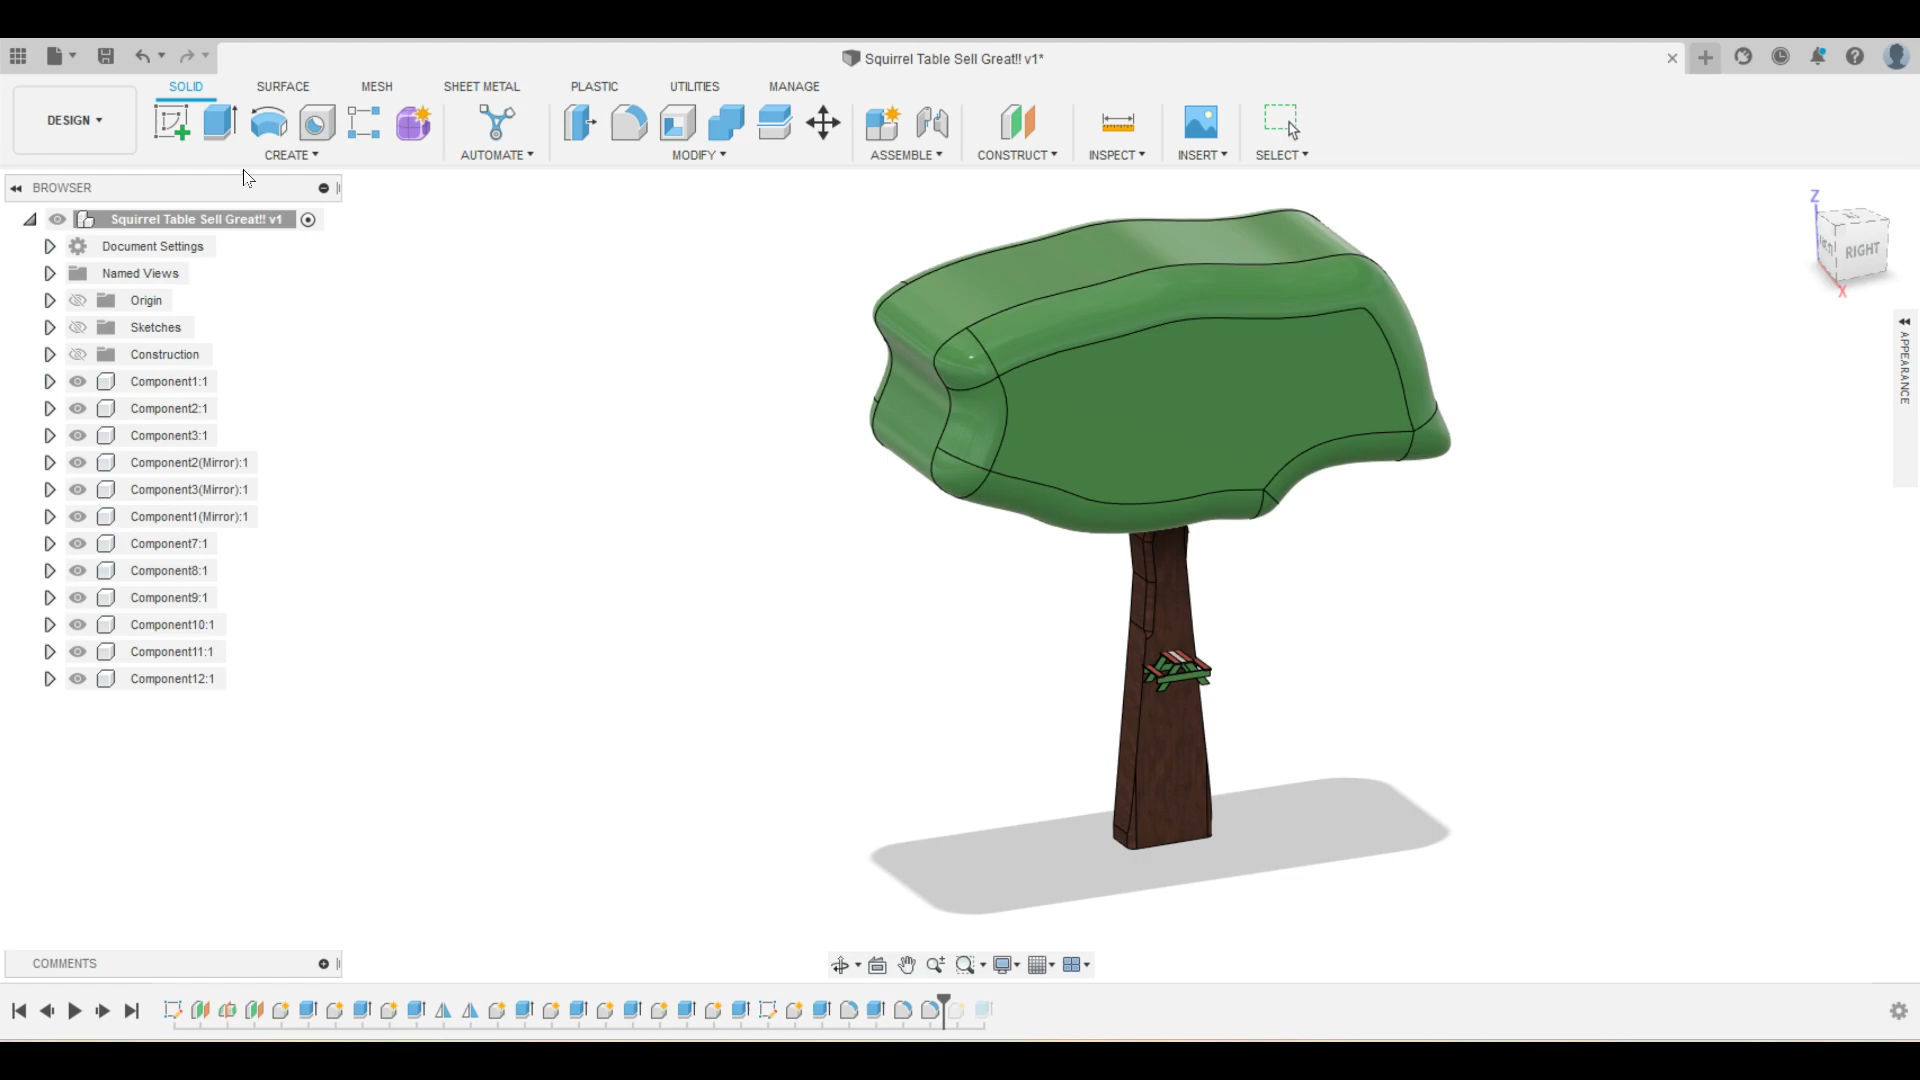 Squirrel Table Sell Great!! v1*
SOLID
SURFACE
MESH
SHEET METAL
PLASTIC
UTILITIES
MANAGE
DESIGN
CREATE
AUTOMATE
MODIFY
ASSEMBLE
CONSTRUCT
INSPECT
INSERT
SELECT
BROWSER
Squirrel Table Sell Great!! v1
Document Settings
Named Views
Origin
Sketches
Construction
Component1:1
Component2:1
Component3:1
Component2(Mirror):1
Component3(Mirror):1
Component1(Mirror):1
Component7:1
Component8:1
Component9:1
Component10:1
Component11:1
Component12:1
Z
RIGHT
X
APPEARANCE
COMMENTS